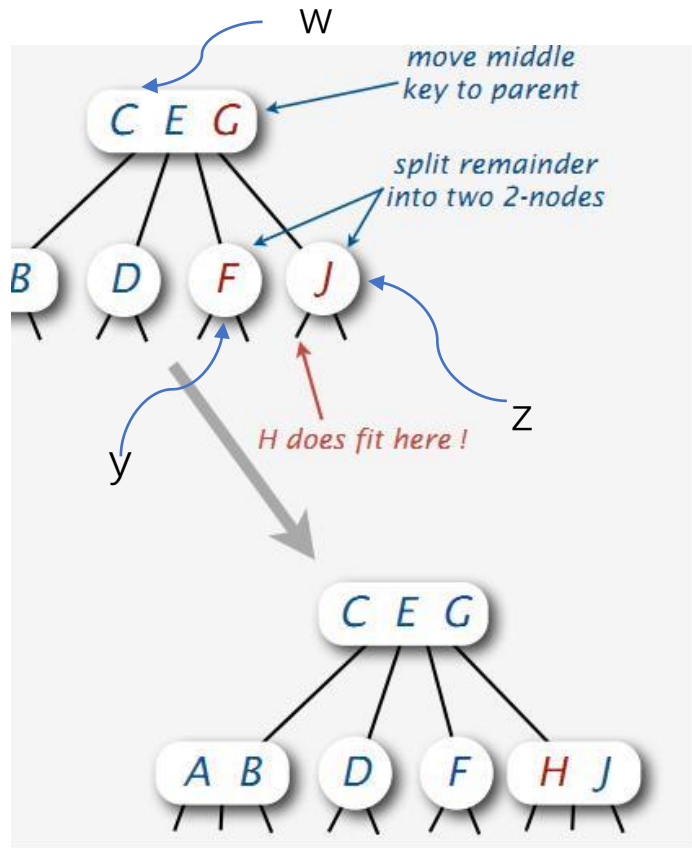 w
move middle
key to parent
C E G
split remainder
into two 2-nodes
B D F J
z
H does fit here !
y
C E G
A B D F H J